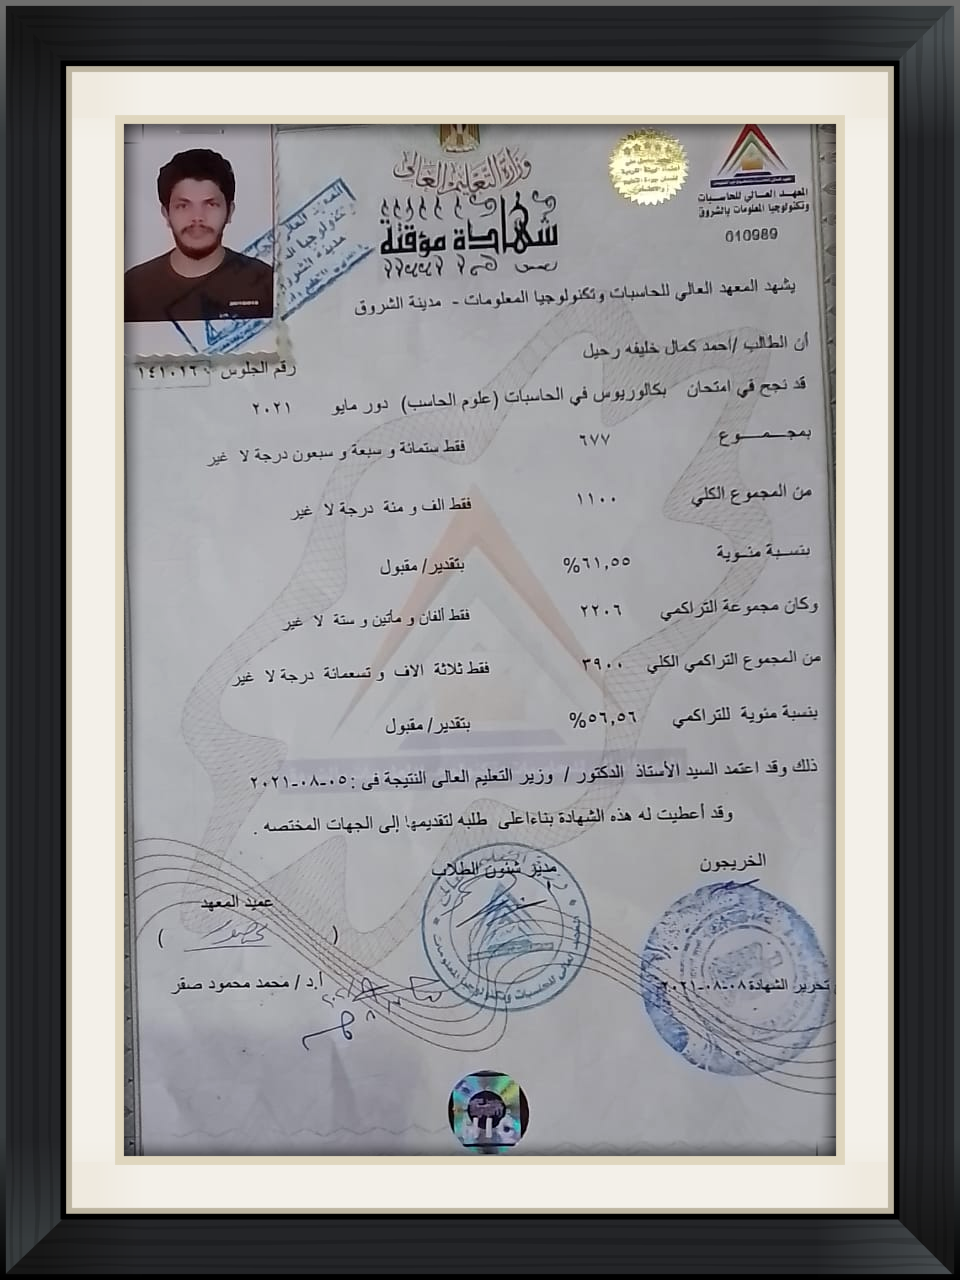 وزارة التعليم العالى
شهادة مؤقتة
المعهد العالى للحاسبات
وتكنولوجيا المعلومات بالشروق
010989
يشهد المعهد العالي للحاسبات وتكنولوجيا المعلومات - مدينة الشروق
أن الطالب /احمد كمال خليفه رحيل
رقم الجلوس
قد نجح في امتحان بكالوريوس في الحاسبات (علوم الحاسب) دور مايو ٢٠٢١
بمجمـــوع ٦٧٧ فقط ستمائة و سبعة و سبعون درجة لا غير
من المجموع الكلي ١١٠٠ فقط الف و مئة درجة لا غير
بنسبة مئوية ٦١,٥٥% بتقدير/ مقبول
وكان مجموعة التراكمي ٢٢٠٦ فقط ألفان و مأتين و ستة لا غير
من المجموع التراكمي الكلي ٣٩٠٠ فقط ثلاثة الاف و تسعمائة درجة لا غير
بنسبة مئوية للتراكمي ٥٦,٥٦% بتقدير/ مقبول
ذلك وقد اعتمد السيد الأستاذ الدكتور / وزير التعليم العالى النتيجة فى :٠٥-٠٨-٢٠٢١
وقد أعطيت له هذه الشهادة بناءاعلى طلبه لتقديمها إلى الجهات المختصه .
الخريجون
مدير شئون الطلاب
عميد المعهد
( )
أ.د / محمد محمود صقر
تحرير الشهادة ٠٨-٠٨-٢٠٢١